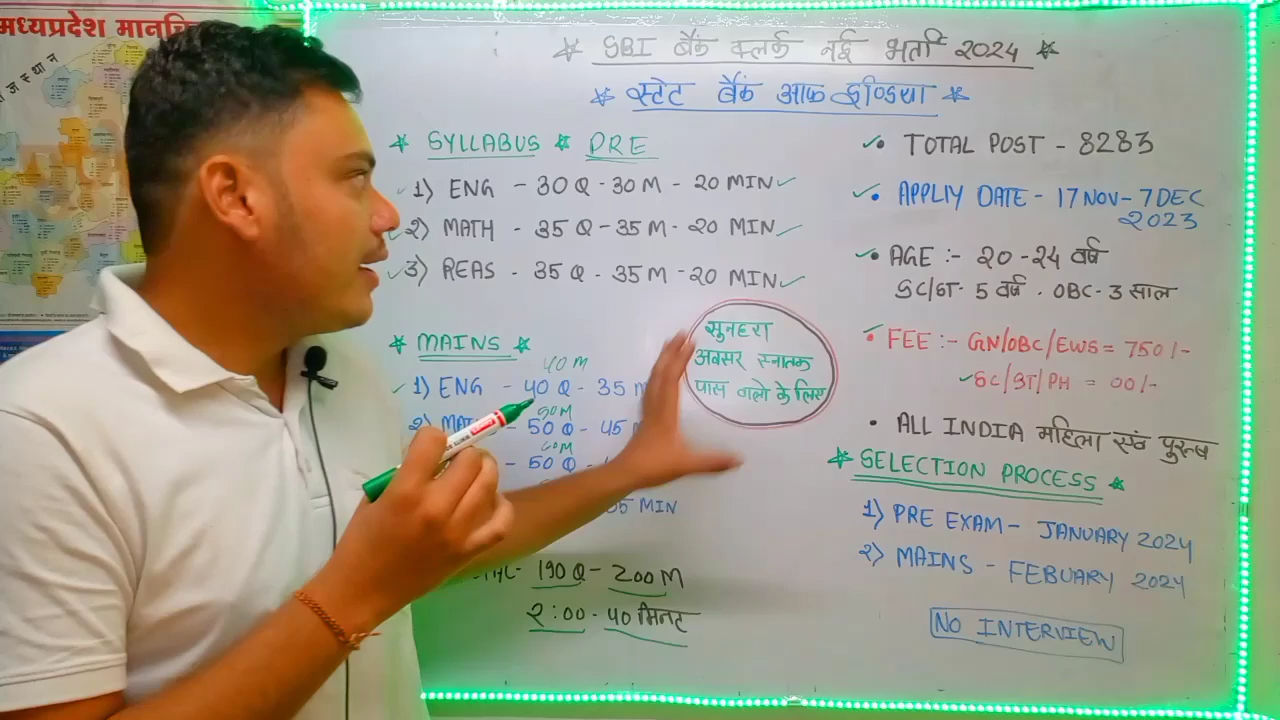 मध्यप्रदेश मानचि
★ SBI बैंक क्लर्क नई भर्ती 2024 ★
★ स्टेट बैंक आफ इण्डिया ★
★ SYLLABUS ★ PRE
1) ENG - 30 Q - 30 M - 20 MIN
2) MATH - 35 Q - 35 M - 20 MIN
3) REAS - 35 Q - 35 M - 20 MIN
★ MAINS ★
40 M
1) ENG - 40 Q - 35
50 M
2) - 50 Q - 45
60 M
- 50 Q -
MIN
190 Q - 200 M
2:00 - 40 मिनट
सुनहरा
अवसर स्नातक
पास वालो के लिए
• TOTAL POST - 8283
• APPLIY DATE - 17 NOV - 7 DEC
2023
• AGE :- 20 - 24 वर्ष
SC/ST - 5 वर्ष . OBC - 3 साल
• FEE :- GN/OBC/EWS = 750/-
SC/ST/PH = 00/-
• ALL INDIA महिला एवं पुरुष
★ SELECTION PROCESS ★
1) PRE EXAM - JANUARY 2024
2) MAINS - FEBUARY 2024
NO INTERVIEW